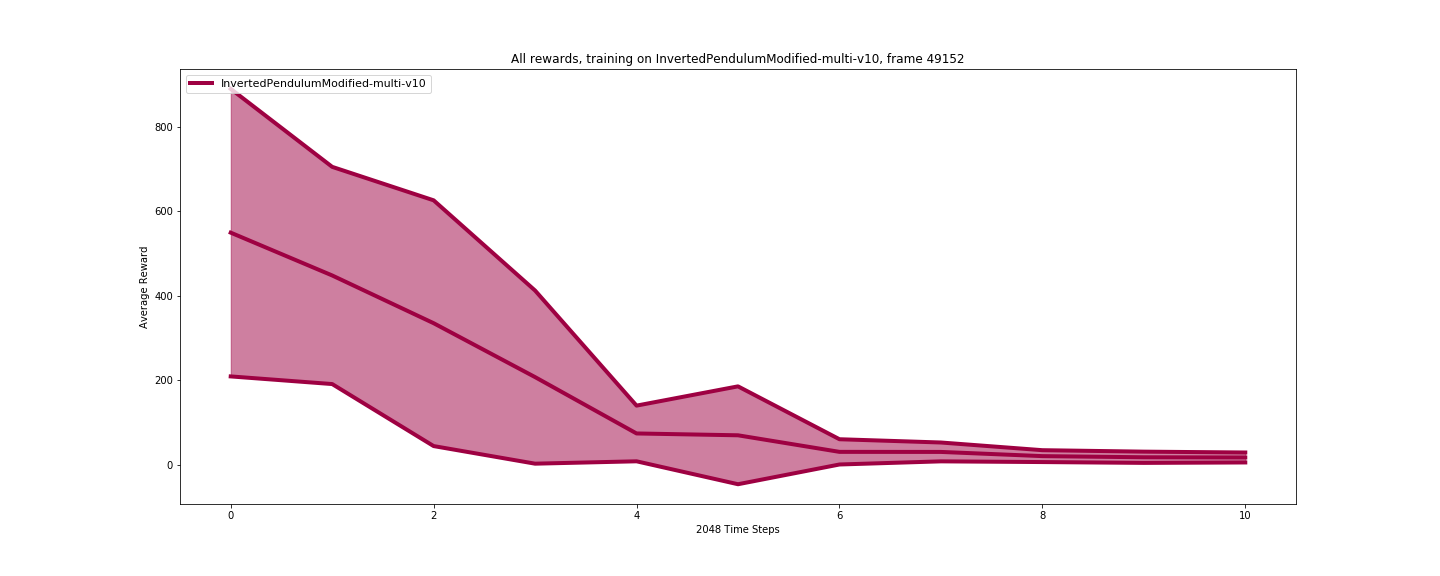 All rewards, training on InvertedPendulumModified-multi-v10, frame 49152
InvertedPendulumModified-multi-v10
800
600
400
200
0
Average Reward
0 2 4 6 8 10
2048 Time Steps